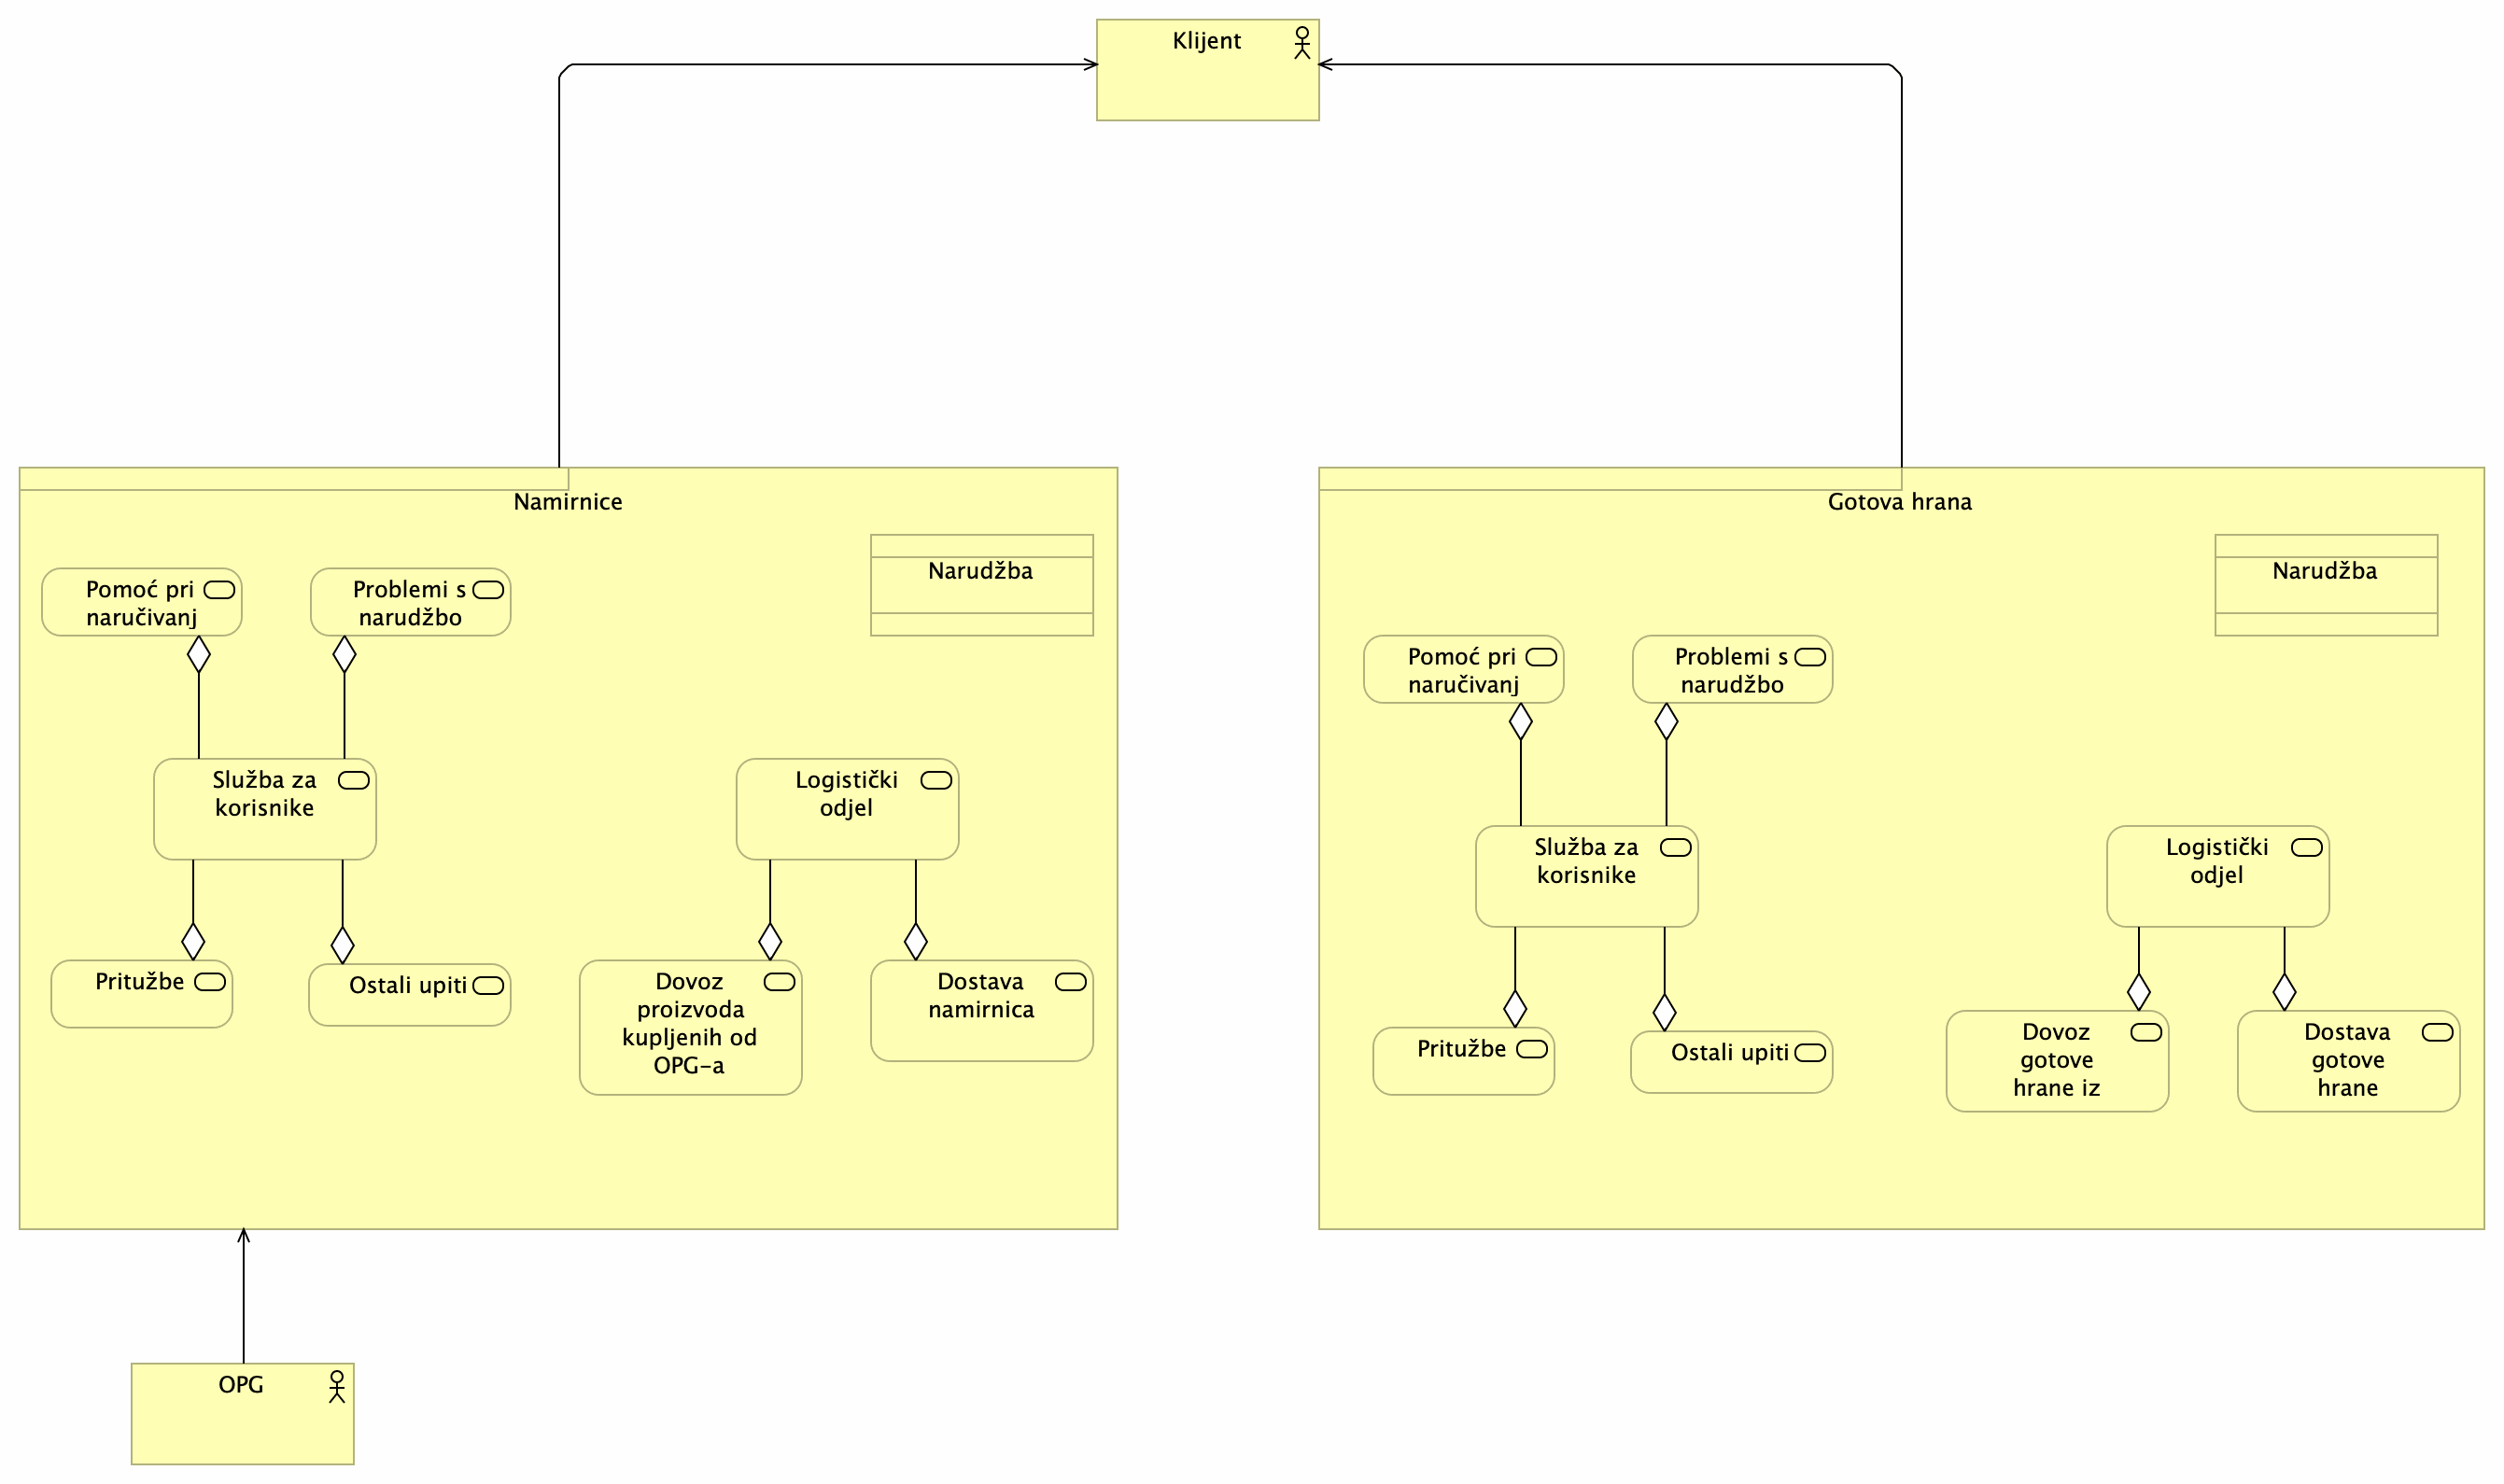 Klijent
Namirnice
Narudžba
Pomoć pri
naručivanj
Problemi s
narudžbo
Služba za
korisnike
Logistički
odjel
Pritužbe
Ostali upiti
Dovoz
proizvoda
kupljenih od
OPG-a
Dostava
namirnica
Gotova hrana
Narudžba
Pomoć pri
naručivanj
Problemi s
narudžbo
Služba za
korisnike
Logistički
odjel
Pritužbe
Ostali upiti
Dovoz
gotove
hrane iz
Dostava
gotove
hrane
OPG